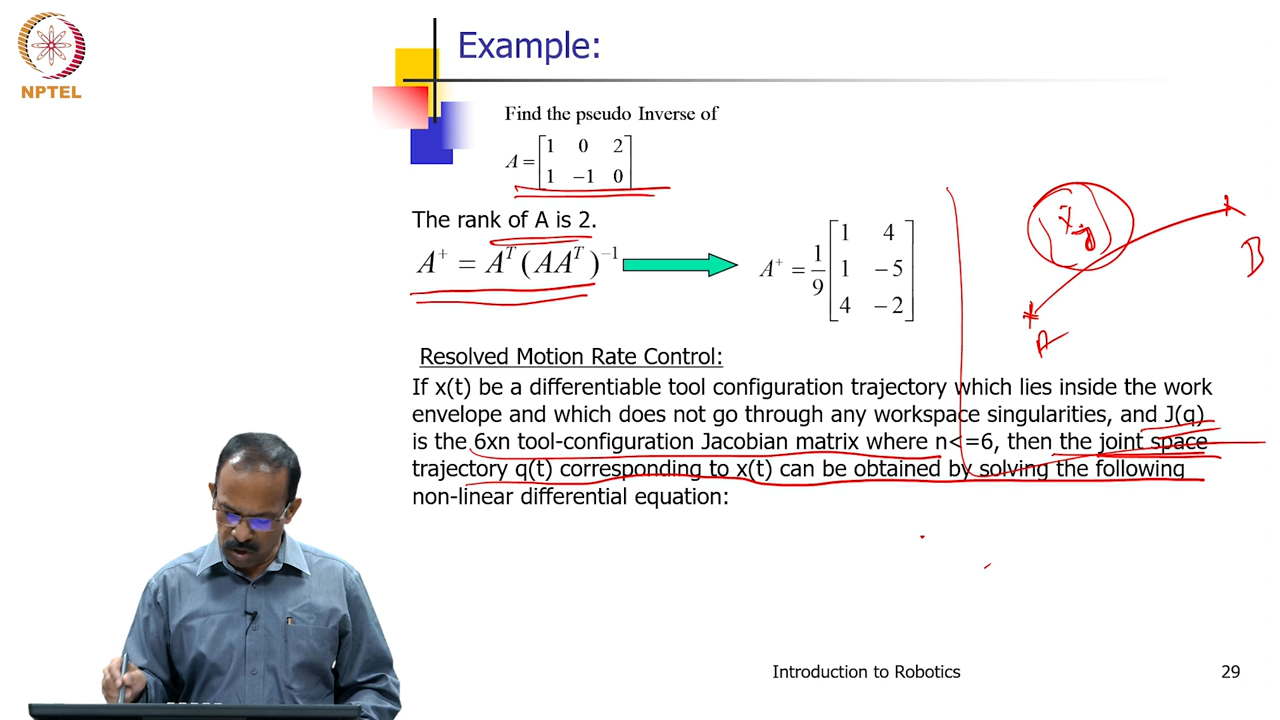 NPTEL
Example:
Find the pseudo Inverse of
A = [1 0 2
1 −1 0]
The rank of A is 2.
A⁺ = Aᵀ(AAᵀ)⁻¹
A⁺ = 1/9 [1 4
1 −5
4 −2]
A
B
Resolved Motion Rate Control:
If x(t) be a differentiable tool configuration trajectory which lies inside the work
envelope and which does not go through any workspace singularities, and J(q)
is the 6xn tool-configuration Jacobian matrix where n<=6, then the joint space
trajectory q(t) corresponding to x(t) can be obtained by solving the following
non-linear differential equation:
Introduction to Robotics 29